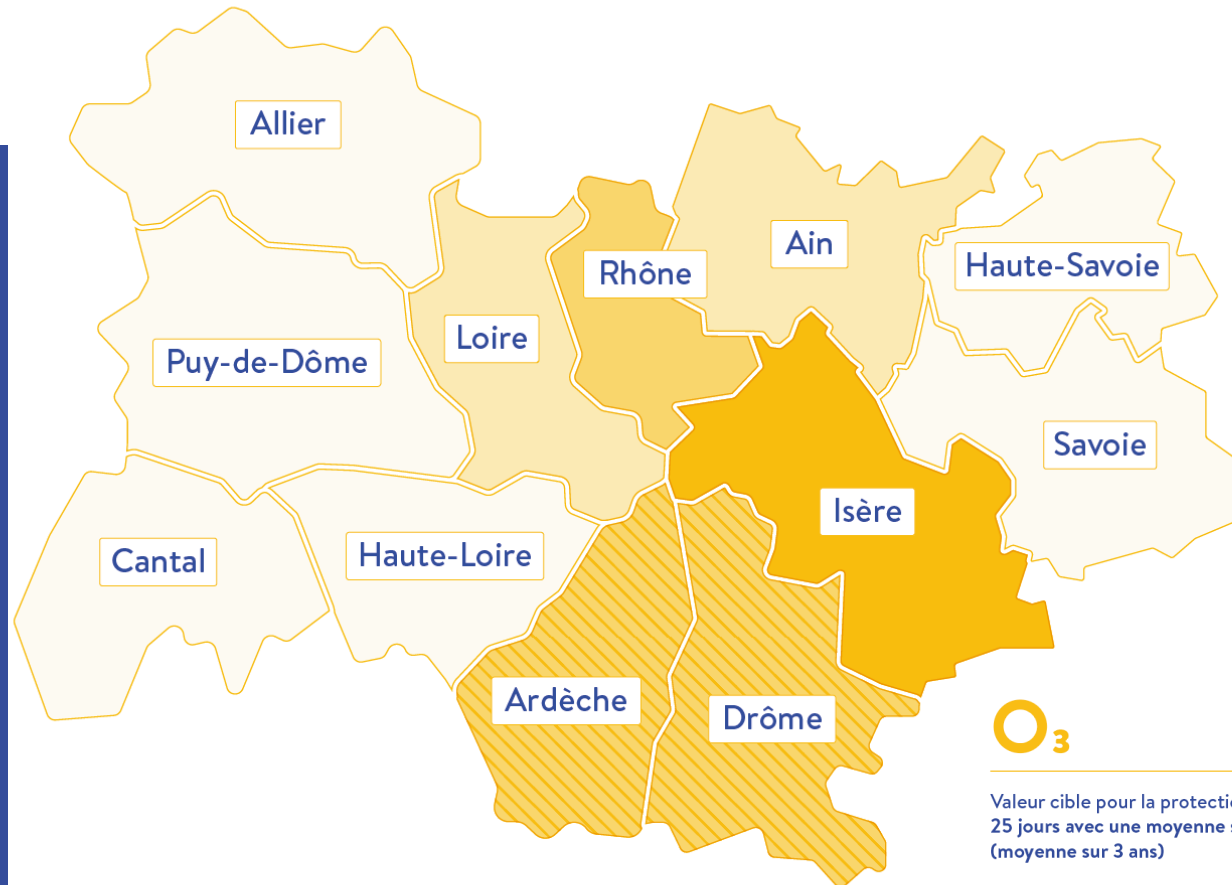 Allier
Ain
Rhône
Haute-Savoie
Loire
Puy-de-Dôme
Savoie
Isère
Haute-Loire
Cantal
Ardèche
Drôme
O3
Valeur cible pour la
25 jours avec une moyenne
(moyenne sur 3 ans)